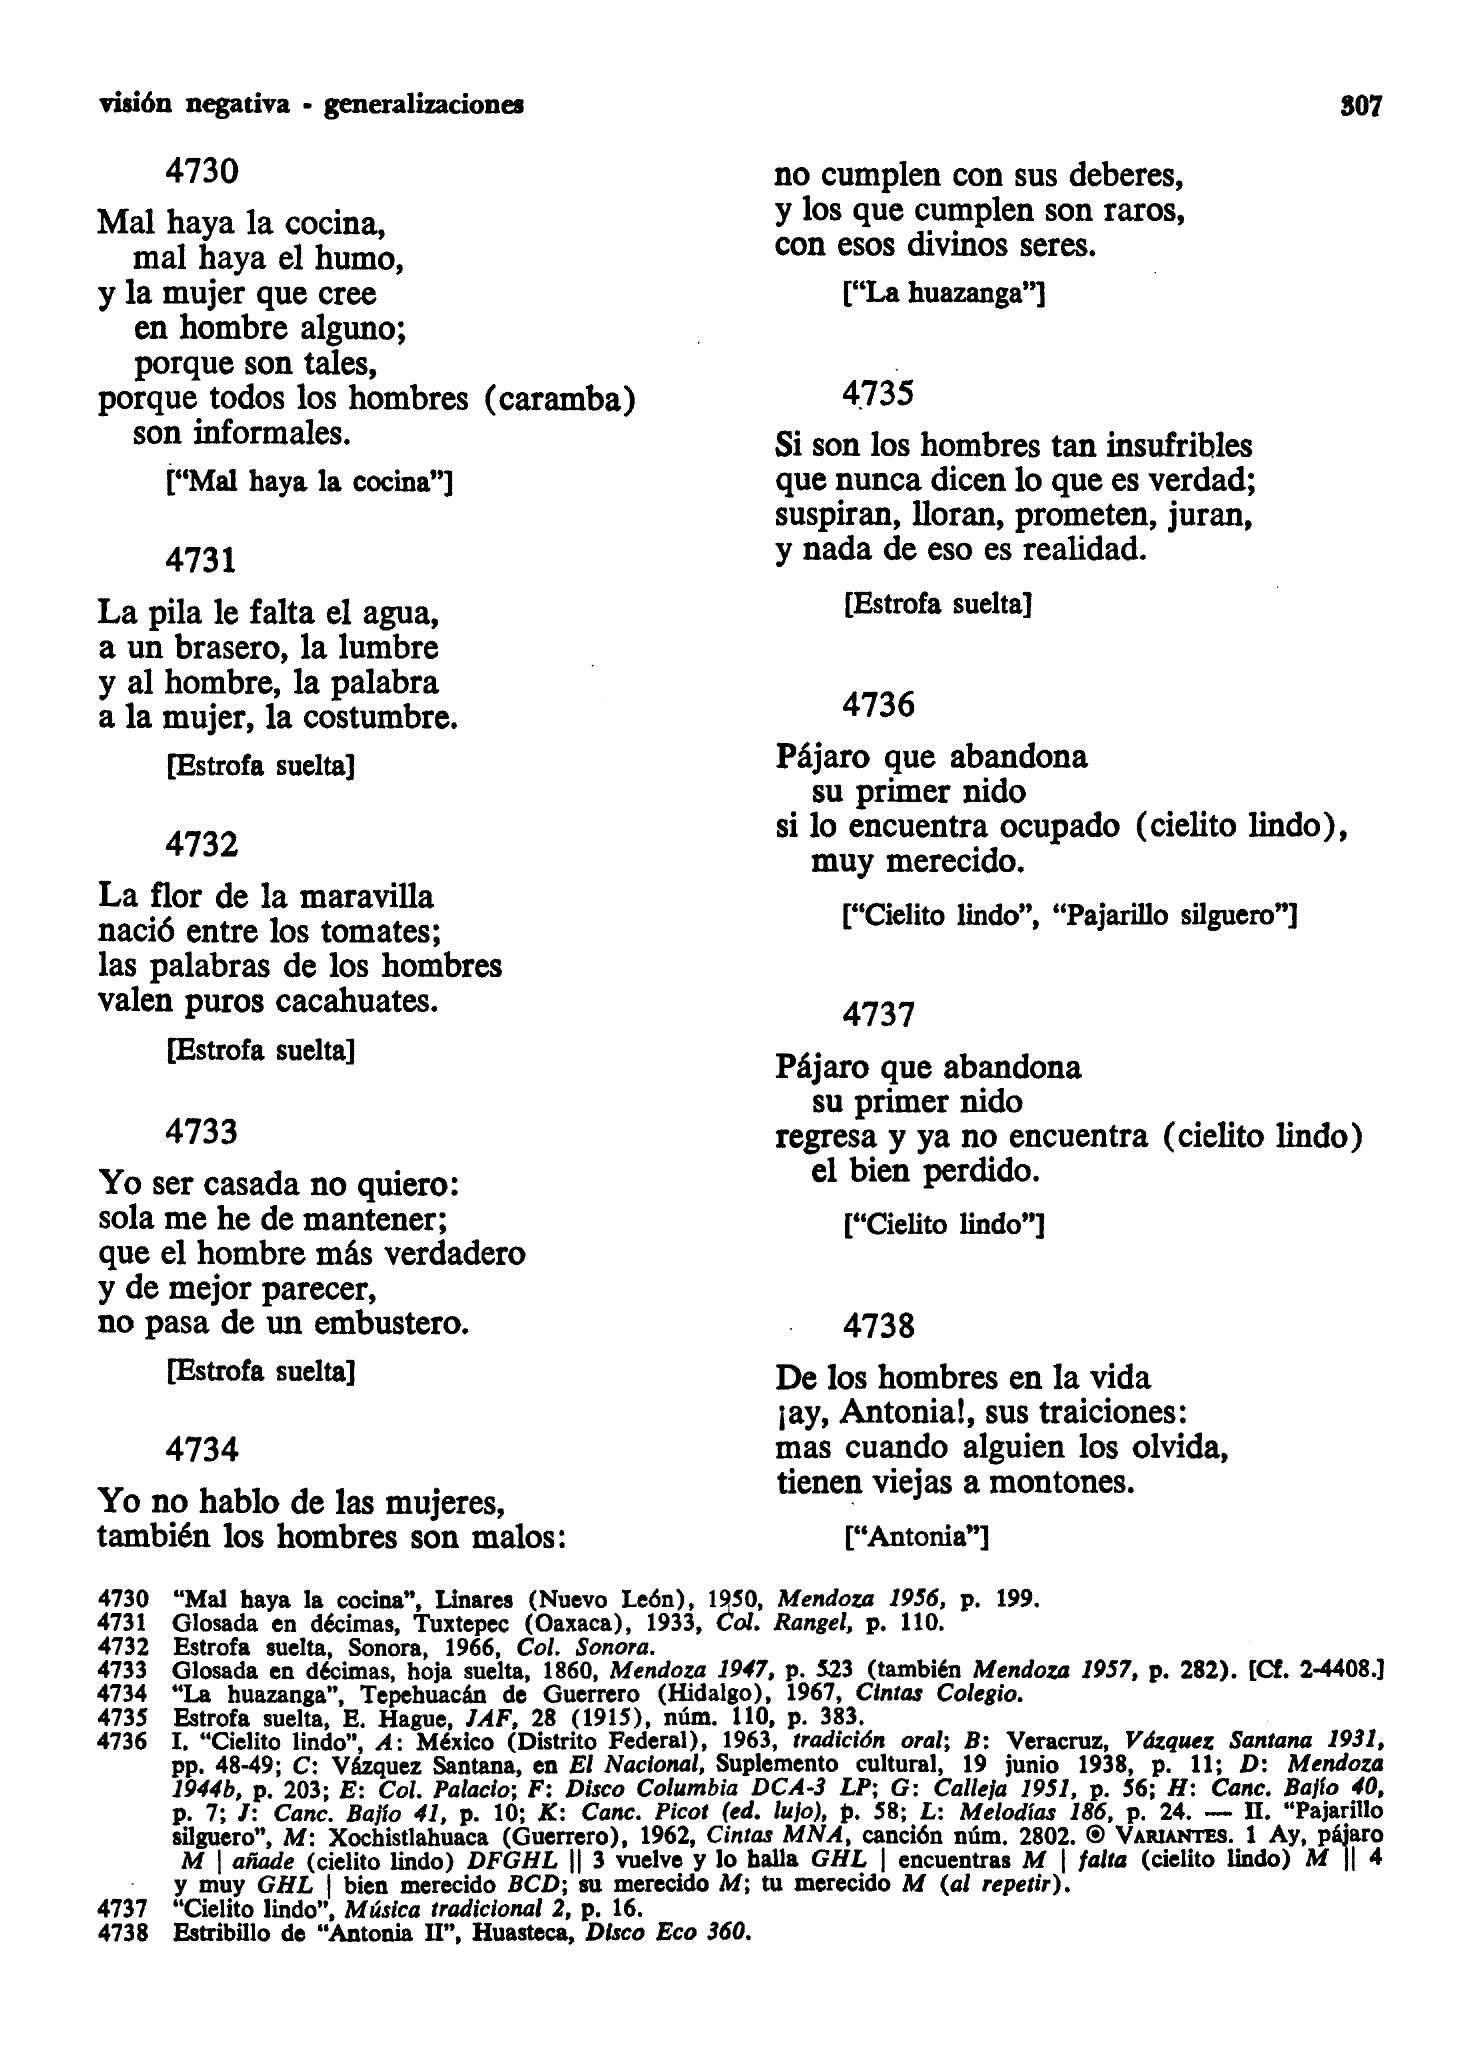 visión negativa - generalizaciones 307
4730
Mal haya la cocina,
mal haya el humo,
y la mujer que cree
en hombre alguno;
porque son tales,
porque todos los hombres (caramba)
son informales.
[“Mal haya la cocina”]
4731
La pila le falta el agua,
a un brasero, la lumbre
y al hombre, la palabra
a la mujer, la costumbre.
[Estrofa suelta]
4732
La flor de la maravilla
nació entre los tomates;
las palabras de los hombres
valen puros cacahuates.
[Estrofa suelta]
4733
Yo ser casada no quiero:
sola me he de mantener;
que el hombre más verdadero
y de mejor parecer,
no pasa de un embustero.
[Estrofa suelta]
4734
Yo no hablo de las mujeres,
también los hombres son malos:
no cumplen con sus deberes,
y los que cumplen son raros,
con esos divinos seres.
[“La huazanga”]
4735
Si son los hombres tan insufribles
que nunca dicen lo que es verdad;
suspiran, lloran, prometen, juran,
y nada de eso es realidad.
[Estrofa suelta]
4736
Pájaro que abandona
su primer nido
si lo encuentra ocupado (cielito lindo),
muy merecido.
[“Cielito lindo”, “Pajarillo silguero”]
4737
Pájaro que abandona
su primer nido
regresa y ya no encuentra (cielito lindo)
el bien perdido.
[“Cielito lindo”]
4738
De los hombres en la vida
¡ay, Antonia!, sus traiciones:
mas cuando alguien los olvida,
tienen viejas a montones.
[“Antonia”]
4730 “Mal haya la cocina”, Linares (Nuevo León), 1950, Mendoza 1956, p. 199.
4731 Glosada en décimas, Tuxtepec (Oaxaca), 1933, Col. Rangel, p. 110.
4732 Estrofa suelta, Sonora, 1966, Col. Sonora.
4733 Glosada en décimas, hoja suelta, 1860, Mendoza 1947, p. 523 (también Mendoza 1957, p. 282). [Cf. 2-4408.]
4734 “La huazanga”, Tepehuacán de Guerrero (Hidalgo), 1967, Cintas Colegio.
4735 Estrofa suelta, E. Hague, JAF, 28 (1915), núm. 110, p. 383.
4736 I. “Cielito lindo”, A: México (Distrito Federal), 1963, tradición oral; B: Veracruz, Vázquez Santana 1931,
pp. 48-49; C: Vázquez Santana, en El Nacional, Suplemento cultural, 19 junio 1938, p. 11; D: Mendoza
1944b, p. 203; E: Col. Palacio; F: Disco Columbia DCA-3 LP; G: Calleja 1951, p. 56; H: Canc. Bajío 40,
p. 7; J: Canc. Bajío 41, p. 10; K: Canc. Picot (ed. lujo), p. 58; L: Melodías 186, p. 24. — II. “Pajarillo
silguero”, M: Xochistlahuaca (Guerrero), 1962, Cintas MNA, canción núm. 2802. ⊙ VARIANTES. 1 Ay, pájaro
M | añade (cielito lindo) DFGHL || 3 vuelve y lo halla GHL | encuentras M | falta (cielito lindo) M || 4
y muy GHL | bien merecido BCD; su merecido M; tu merecido M (al repetir).
4737 “Cielito lindo”, Música tradicional 2, p. 16.
4738 Estribillo de “Antonia II”, Huasteca, Disco Eco 360.